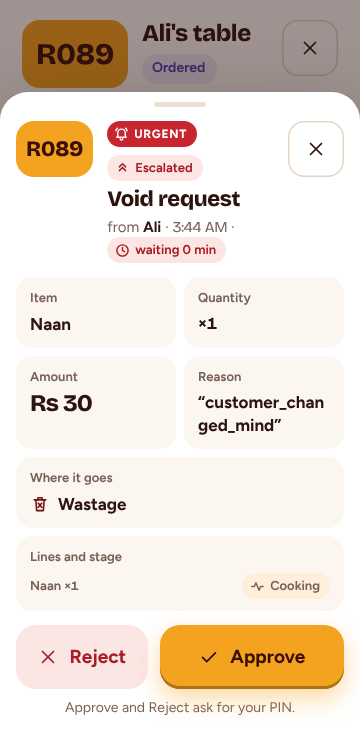 R089
Ali's table
Ordered
R089
URGENT
Escalated
Void request
from Ali · 3:44 AM ·
waiting 0 min
Item
Naan
Quantity
×1
Amount
Rs 30
Reason
“customer_chan
ged_mind”
Where it goes
Wastage
Lines and stage
Naan ×1
Cooking
Reject
Approve
Approve and Reject ask for your PIN.